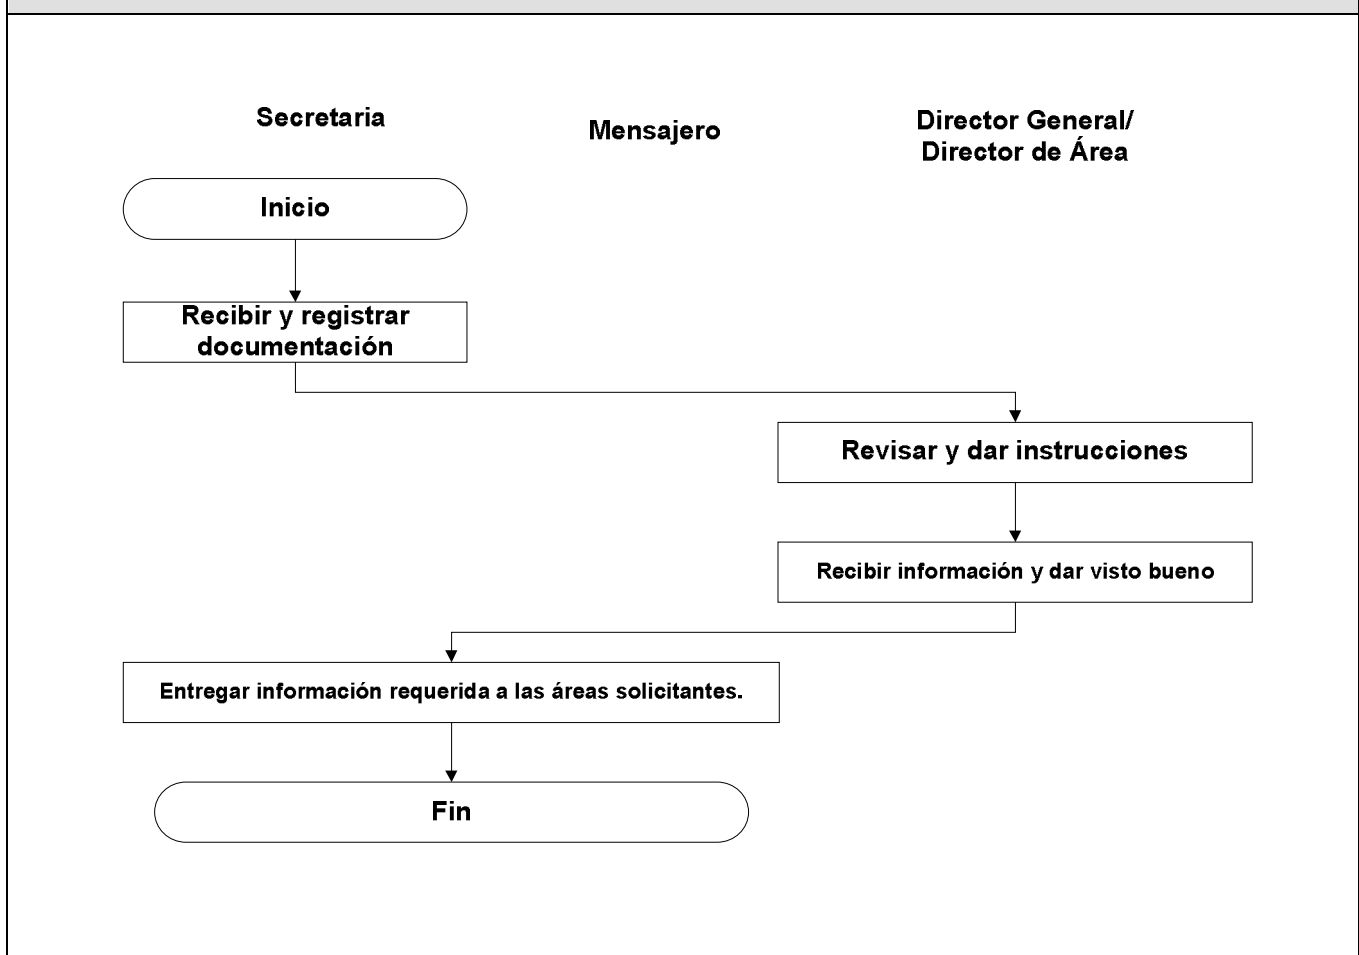 Secretaria
Mensajero
Director General/
Director de Área
Inicio
Recibir y registrar
documentación
Revisar y dar instrucciones
Recibir información y dar visto bueno
Entregar información requerida a las áreas solicitantes.
Fin